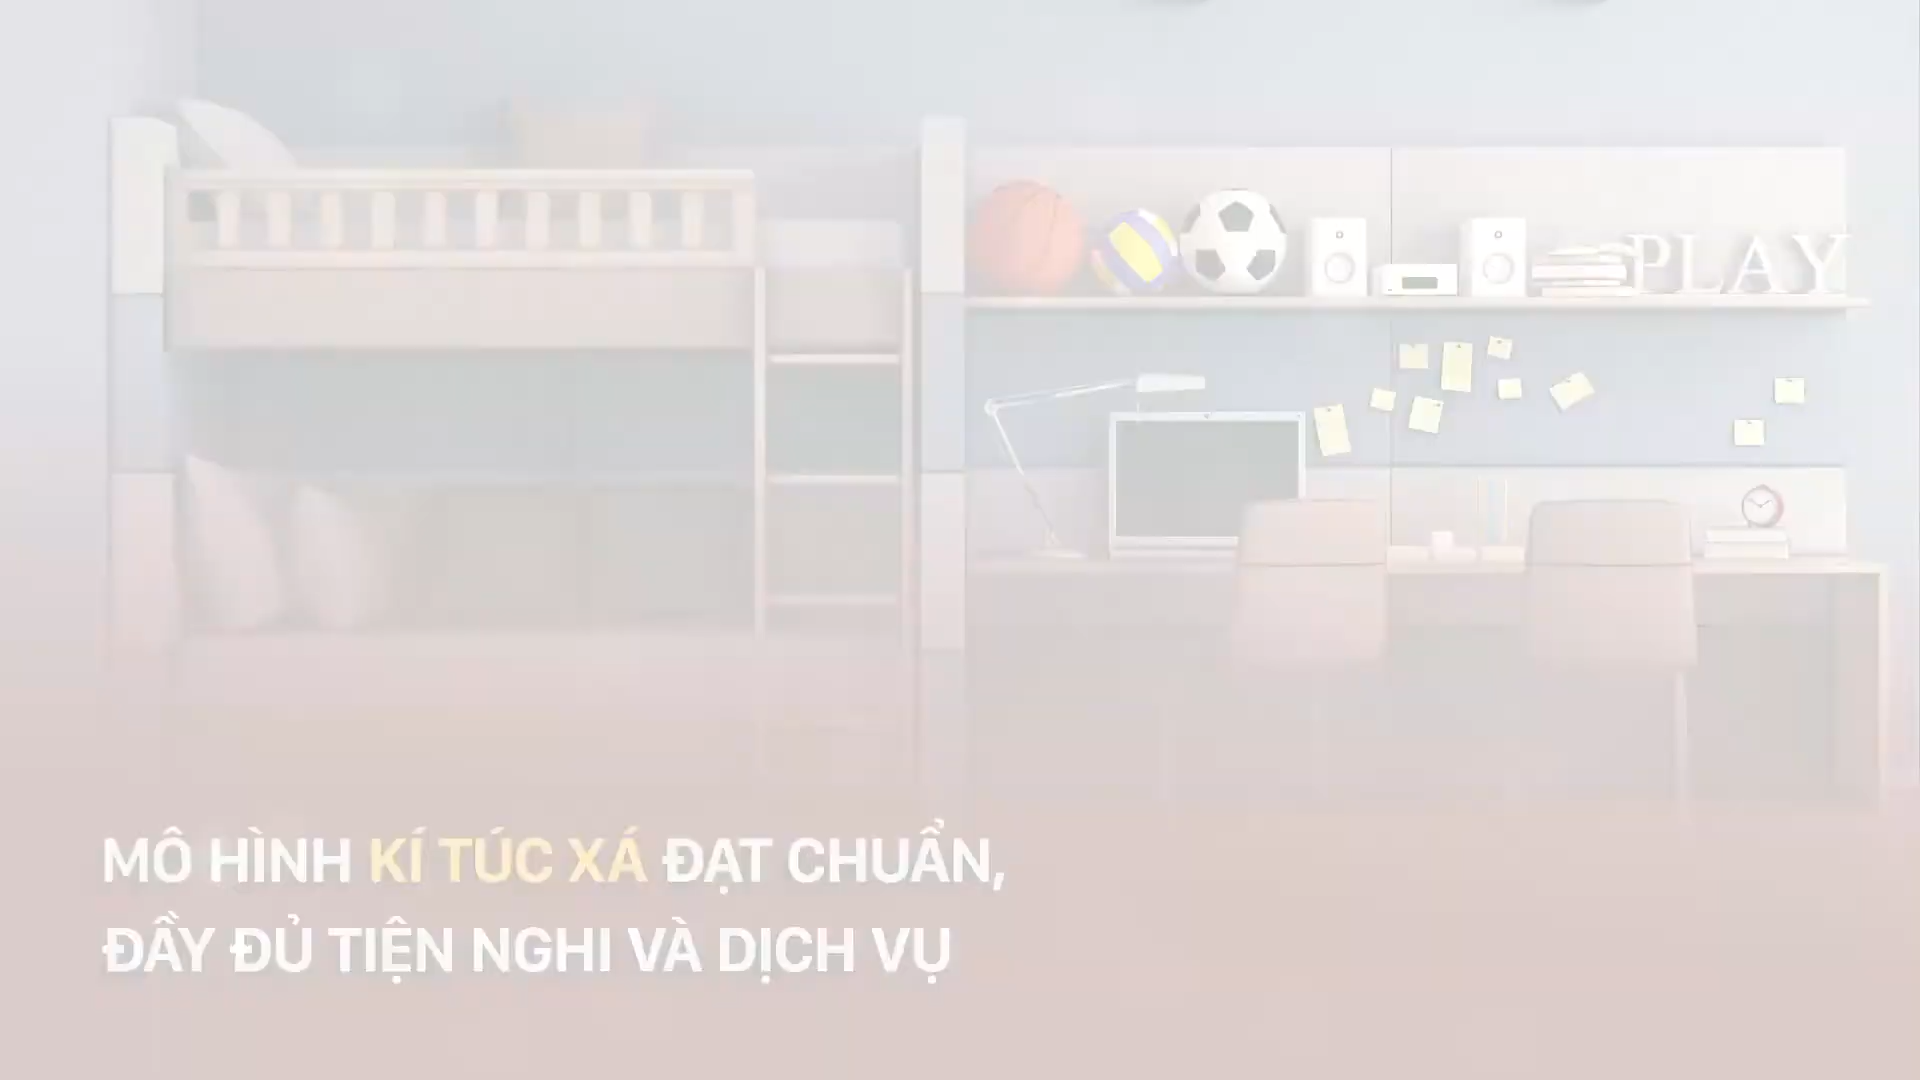 PLAY
MÔ HÌNH KÍ TÚC XÁ ĐẠT CHUẨN,
ĐẦY ĐỦ TIỆN NGHI VÀ DỊCH VỤ